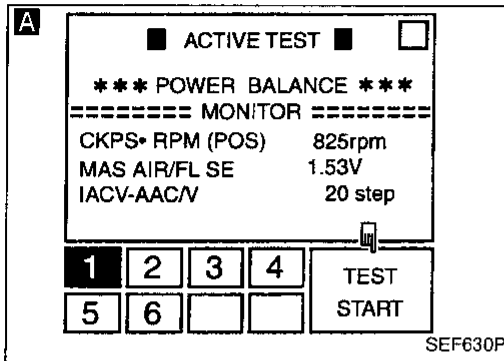 A
■ ACTIVE TEST ■
*** POWER BALANCE ***
======== MONITOR ========
CKPS• RPM (POS) 825rpm
MAS AIR/FL SE 1.53V
IACV-AAC/V 20 step
1 2 3 4 TEST
5 6 START
SEF630P